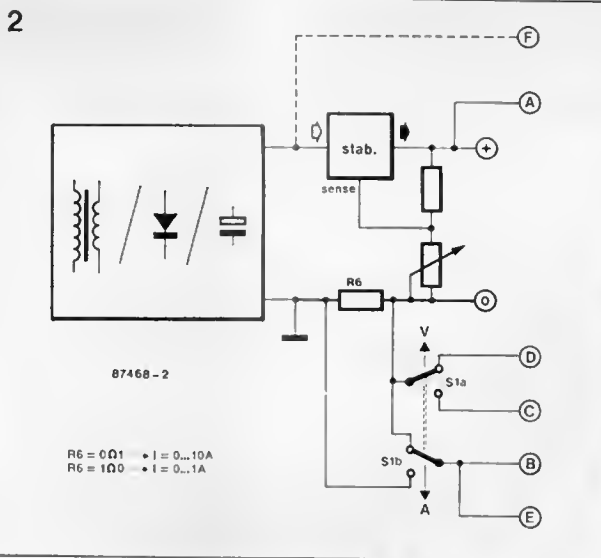 2
F
A
stab.
+
sense
R6
0
V
D
S1a
C
87468-2
R6 = 0Ω1 → I = 0...10A
R6 = 1Ω0 → I = 0...1A
S1b
B
A
E